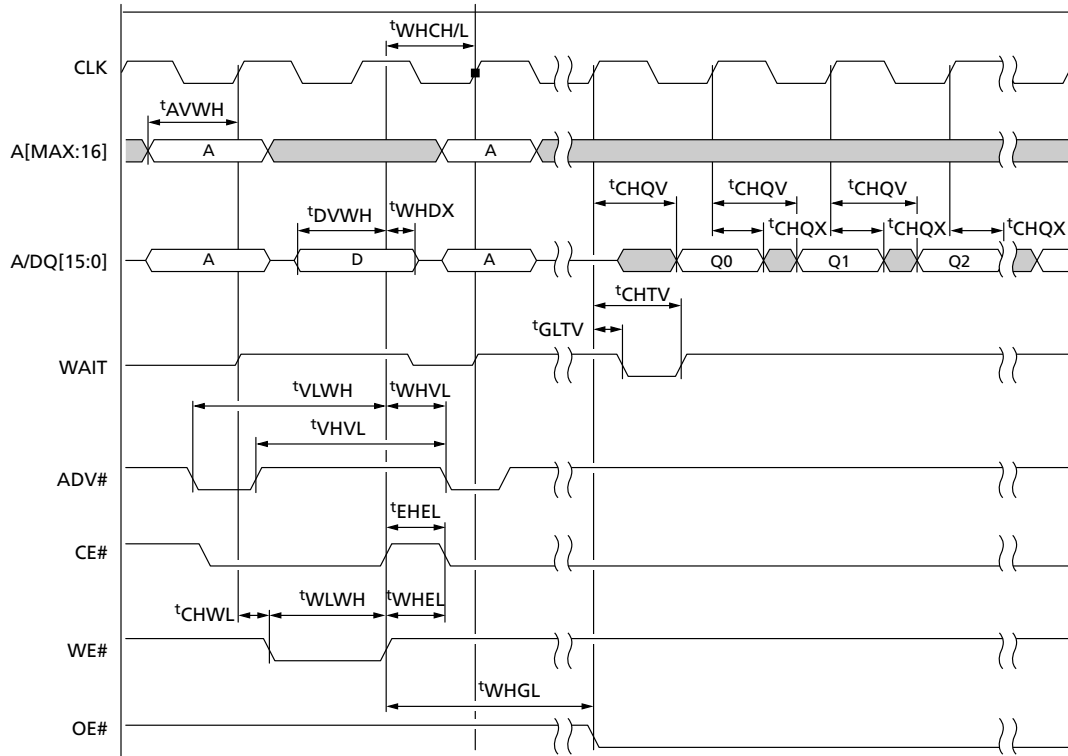 tWHCH/L
CLK
tAVWH
A[MAX:16]
A
A
tCHQV
tCHQV
tCHQV
tDVWH
tWHDX
tCHQX
tCHQX
tCHQX
A/DQ[15:0]
A
D
A
Q0
Q1
Q2
tCHTV
tGLTV
WAIT
tVLWH
tWHVL
tVHVL
ADV#
tEHEL
CE#
tCHWL
tWLWH
tWHEL
WE#
tWHGL
OE#